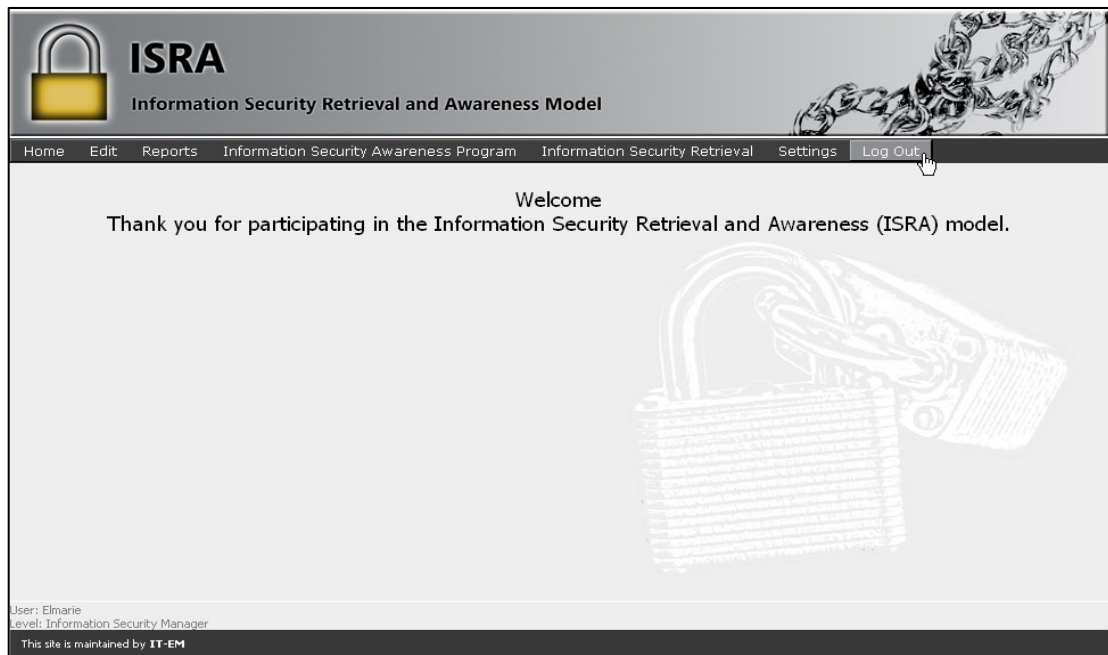 ISRA
Information Security Retrieval and Awareness Model
Home Edit Reports Information Security Awareness Program Information Security Retrieval Settings Log Out
Welcome
Thank you for participating in the Information Security Retrieval and Awareness (ISRA) model.
User: Elmarie
Level: Information Security Manager
This site is maintained by IT-EM